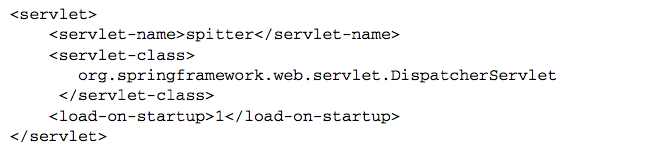 <servlet>
    <servlet-name>spitter</servlet-name>
    <servlet-class>
       org.springframework.web.servlet.DispatcherServlet
     </servlet-class>
    <load-on-startup>1</load-on-startup>
</servlet>